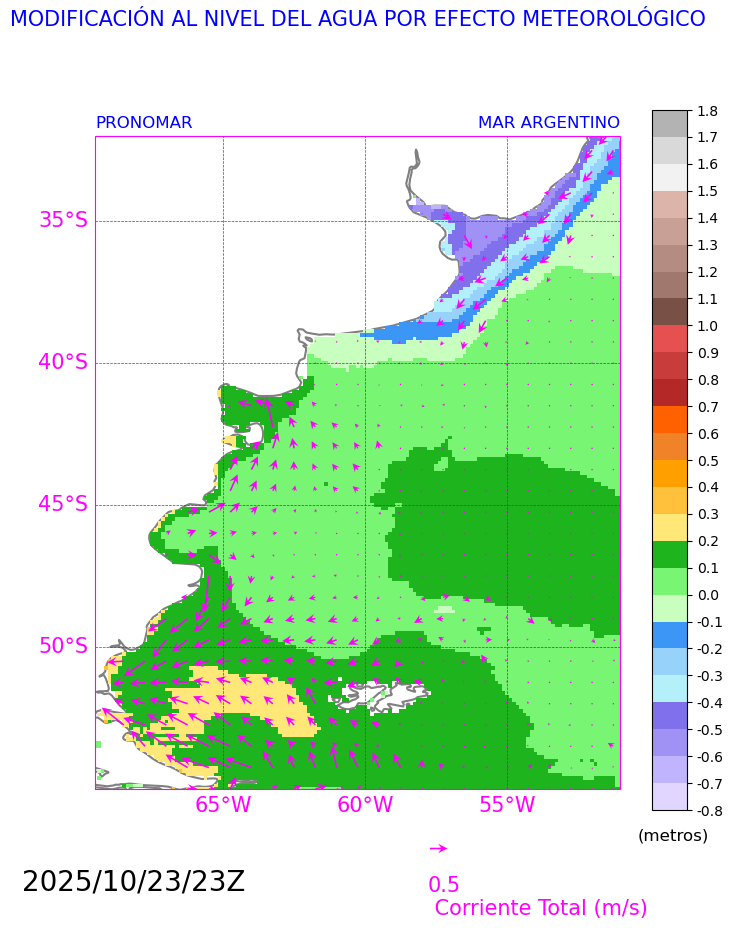 MODIFICACIÓN AL NIVEL DEL AGUA POR EFECTO METEOROLÓGICO
PRONOMAR
MAR ARGENTINO
35°S
40°S
45°S
50°S
65°W
60°W
55°W
1.8
1.7
1.6
1.5
1.4
1.3
1.2
1.1
1.0
0.9
0.8
0.7
0.6
0.5
0.4
0.3
0.2
0.1
0.0
-0.1
-0.2
-0.3
-0.4
-0.5
-0.6
-0.7
-0.8
(metros)
2025/10/23/23Z
0.5
Corriente Total (m/s)